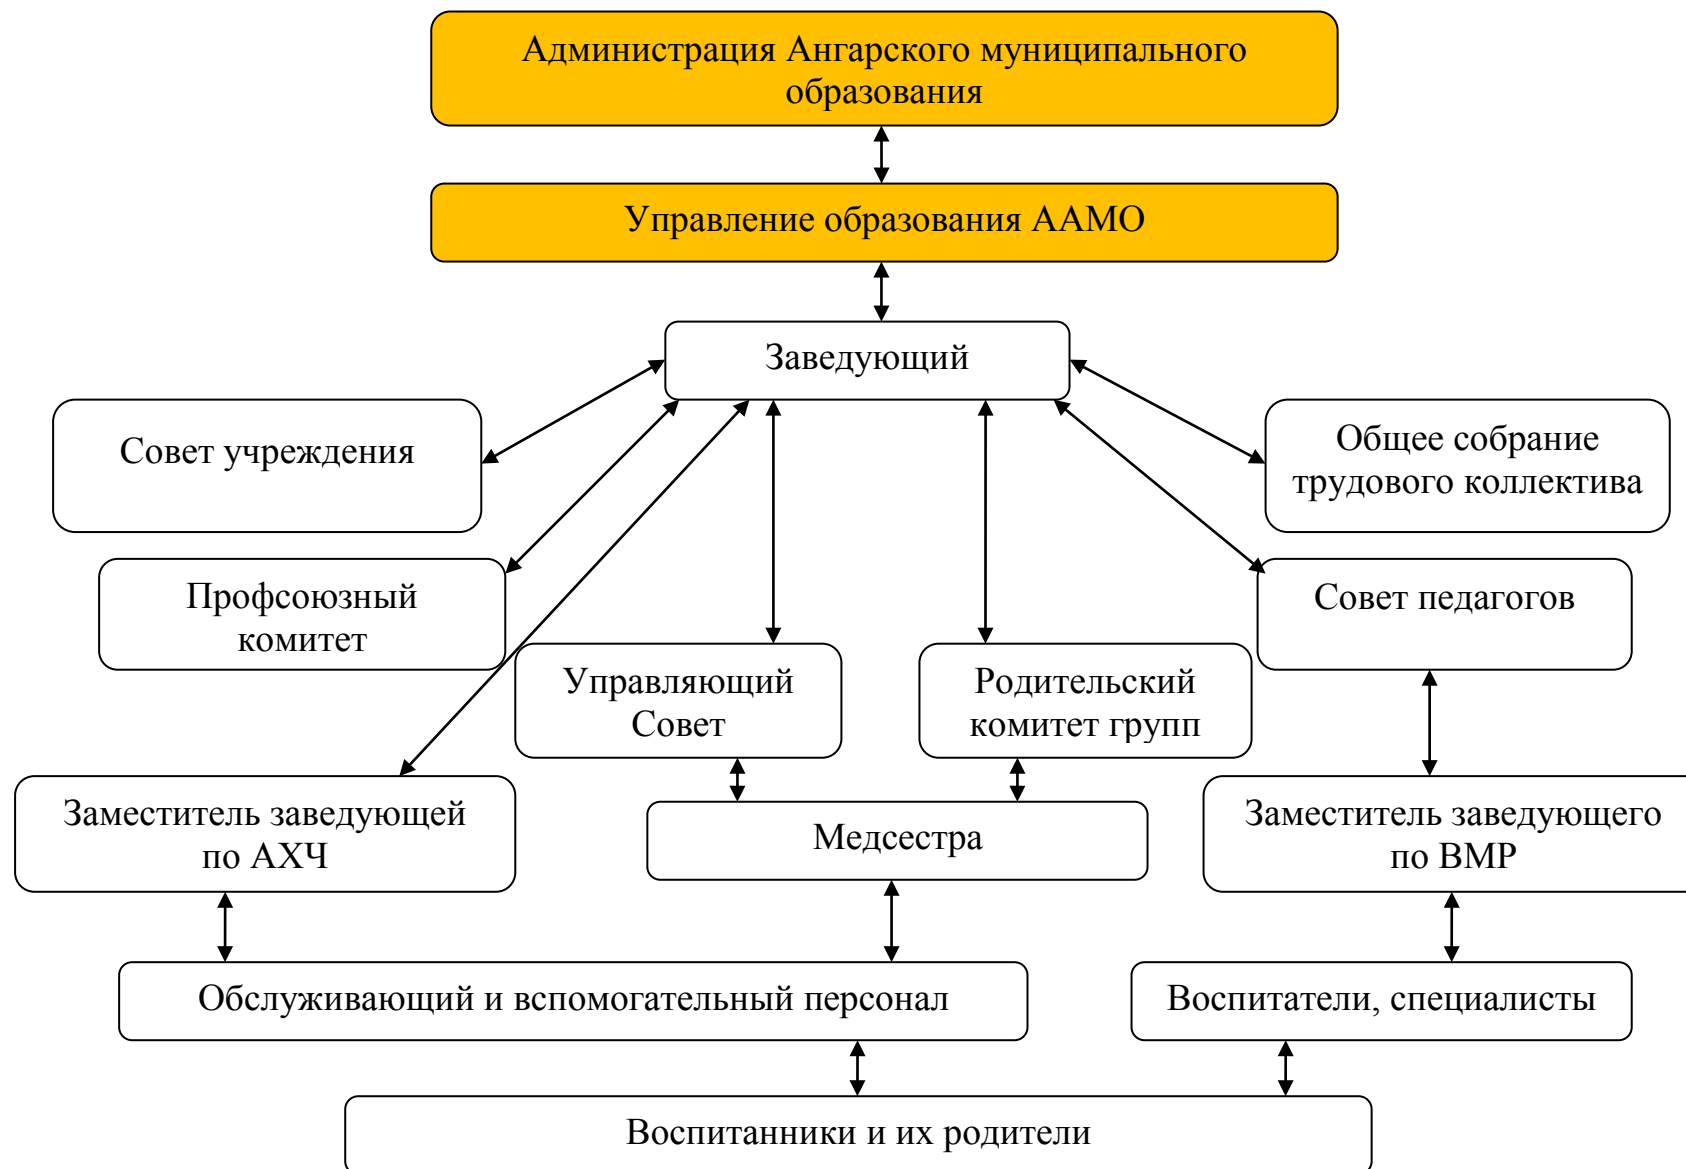 Администрация Ангарского муниципального
образования
Управление образования ААМО
Заведующий
Совет учреждения
Общее собрание
трудового коллектива
Профсоюзный
комитет
Совет педагогов
Управляющий
Совет
Родительский
комитет групп
Заместитель заведующей
по АХЧ
Медсестра
Заместитель заведующего
по ВМР
Обслуживающий и вспомогательный персонал
Воспитатели, специалисты
Воспитанники и их родители